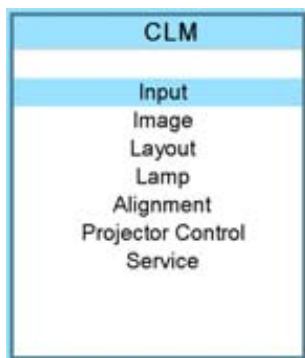 CLM
Input
Image
Layout
Lamp
Alignment
Projector Control
Service